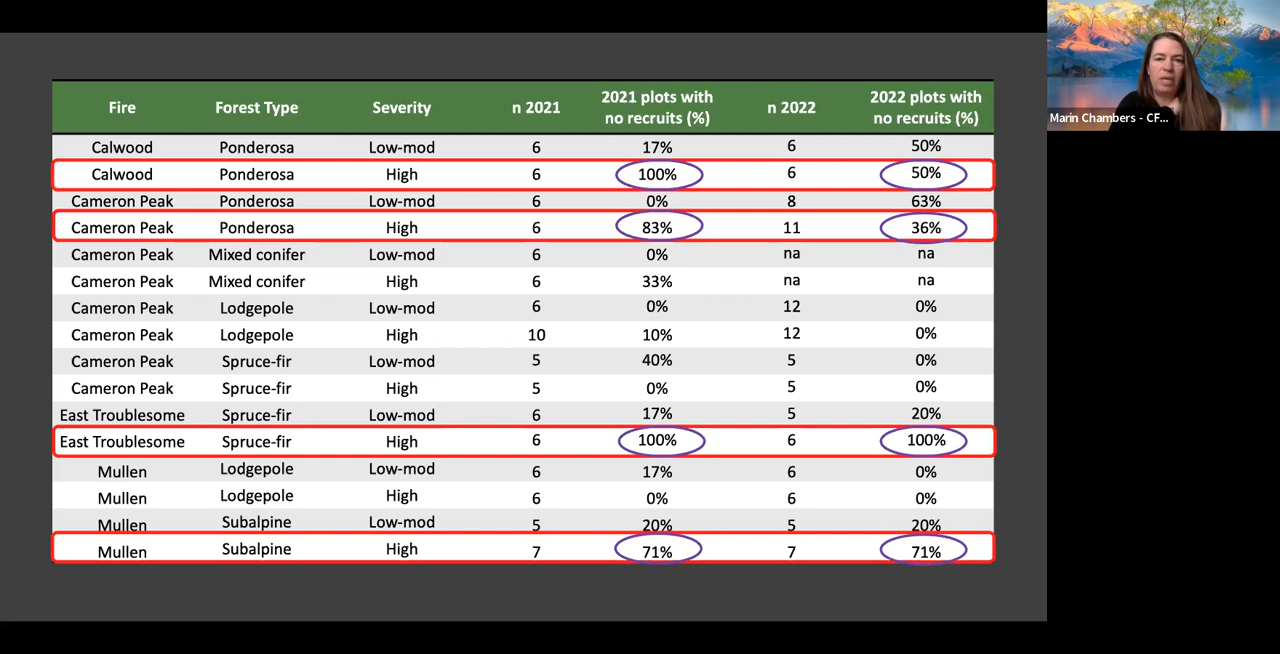 Fire Forest Type Severity n 2021 2021 plots with no recruits (%) n 2022 2022 plots with no recruits (%)
Calwood Ponderosa Low-mod 6 17% 6 50%
Calwood Ponderosa High 6 100% 6 50%
Cameron Peak Ponderosa Low-mod 6 0% 8 63%
Cameron Peak Ponderosa High 6 83% 11 36%
Cameron Peak Mixed conifer Low-mod 6 0% na na
Cameron Peak Mixed conifer High 6 33% na na
Cameron Peak Lodgepole Low-mod 6 0% 12 0%
Cameron Peak Lodgepole High 10 10% 12 0%
Cameron Peak Spruce-fir Low-mod 5 40% 5 0%
Cameron Peak Spruce-fir High 5 0% 5 0%
East Troublesome Spruce-fir Low-mod 6 17% 5 20%
East Troublesome Spruce-fir High 6 100% 6 100%
Mullen Lodgepole Low-mod 6 17% 6 0%
Mullen Lodgepole High 6 0% 6 0%
Mullen Subalpine Low-mod 5 20% 5 20%
Mullen Subalpine High 7 71% 7 71%
Marin Chambers - CF...